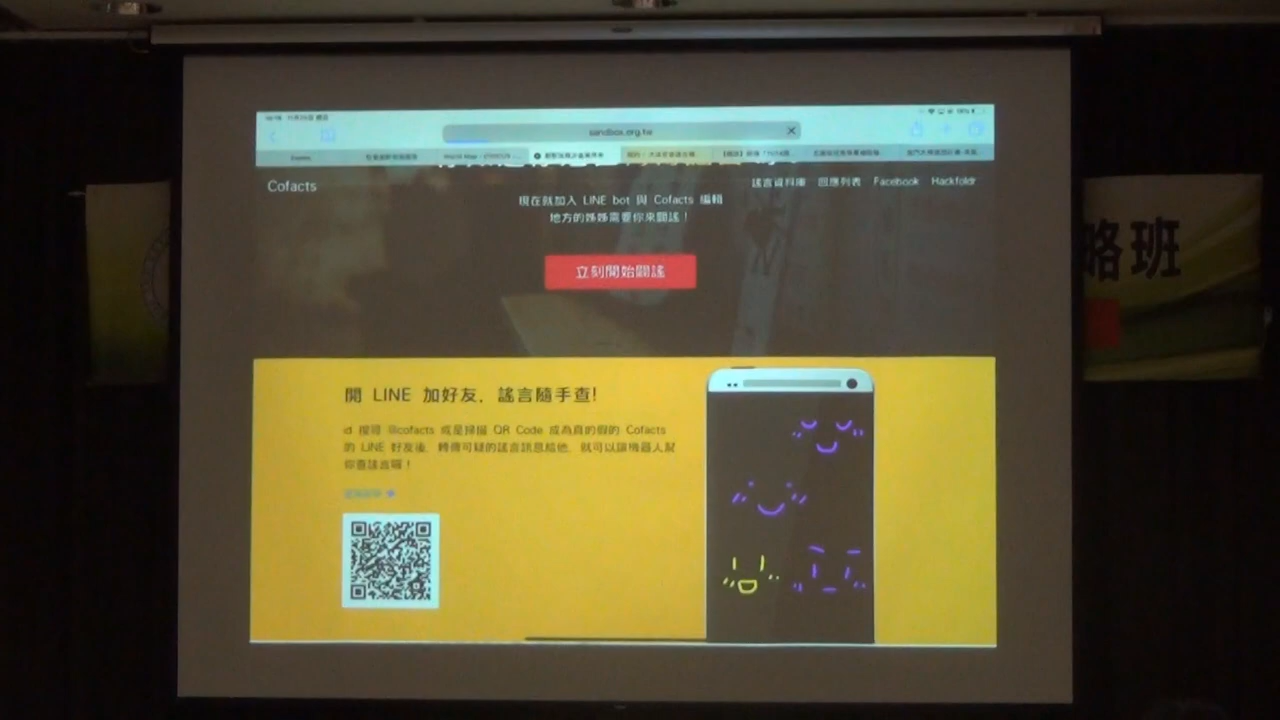 sandbox.org.tw
Cofacts
謠言資料庫 回應列表 Facebook Hackfoldr
現在就加入 LINE bot 與 Cofacts 編輯
地方的姊姊需要你來闢謠！
立刻開始闢謠
略班
開 LINE 加好友，謠言隨手查!
id 搜尋 @cofacts 或是掃描 QR Code 成為真的假的 Cofacts
的 LINE 好友後，轉傳可疑的謠言訊息給他，就可以讓機器人幫
你查謠言囉！